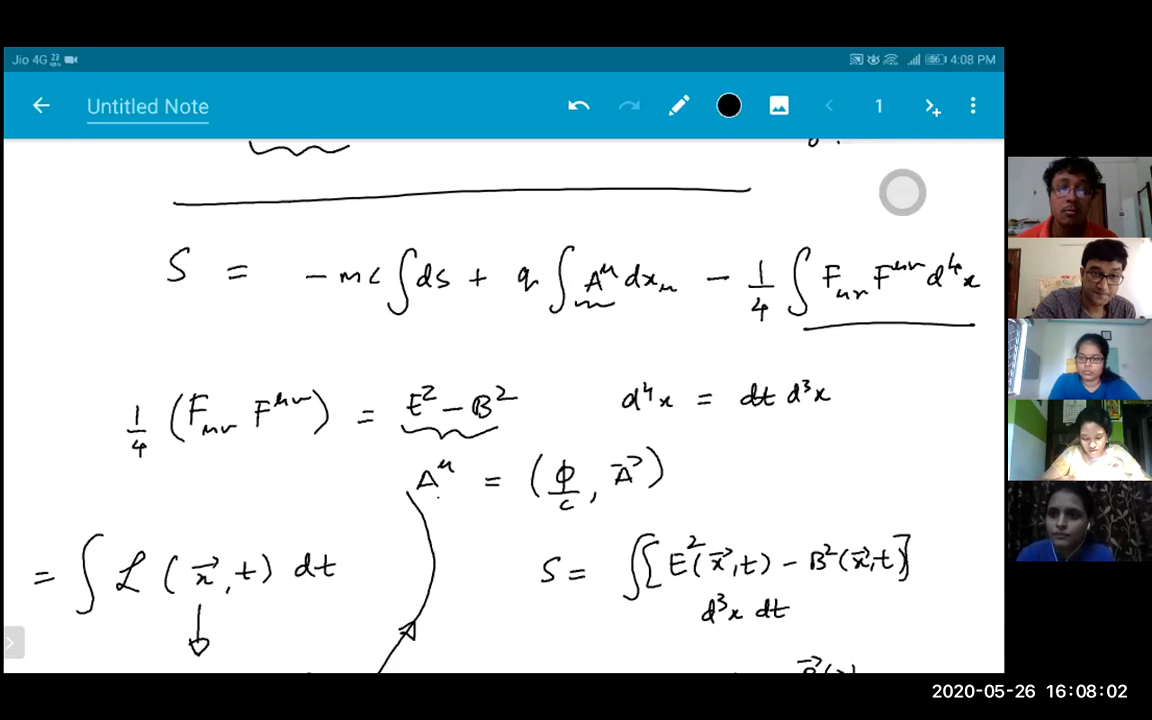 Jio 4G 4:08 PM
Untitled Note 1
S = - mc ∫ ds + q ∫ A^μ dx_μ - 1/4 ∫ F_μν F^μν d^4x
1/4 (F_μν F^μν) = E^2 - B^2 d^4x = dt d^3x
A^μ = (Φ/c, A⃗)
= ∫ L (x⃗, t) dt S = ∫∫[E^2(x⃗,t) - B^2(x⃗,t)]
d^3x dt
2020-05-26 16:08:02